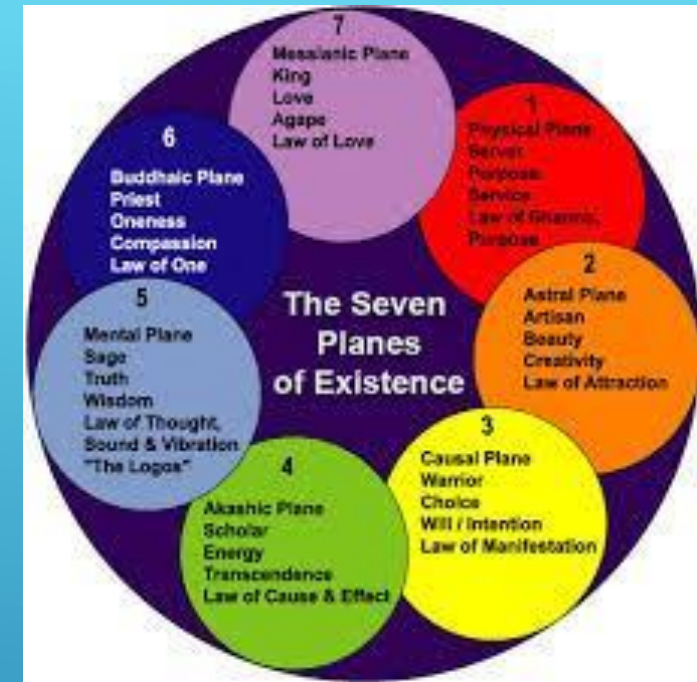 The Seven
Planes
of Existence
1
Physical Plane
Server
Purpose
Service
Law of
Purpose
2
Astral Plane
Artisan
Beauty
Creativity
Law of Attraction
3
Causal Plane
Warrior
Choice
Will / Intention
Law of Manifestation
4
Akashic Plane
Scholar
Energy
Transcendence
Law of Cause & Effect
5
Mental Plane
Sage
Truth
Wisdom
Law of Thought,
Sound & Vibration
"The Logos"
6
Buddhaic Plane
Priest
Oneness
Compassion
Law of One
7
Messianic Plane
King
Love
Agape
Law of Love